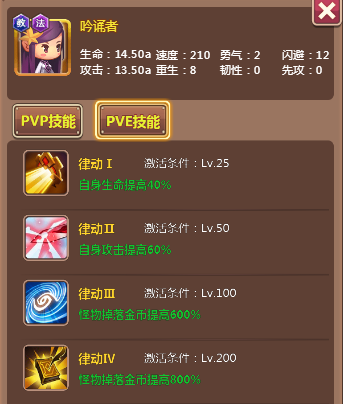 教 法
吟诵者
生命：14.50a 速度：210 勇气：2 闪避：12
攻击：13.50a 重生：8 韧性：0 先攻：0
PVP技能 PVE技能
律动Ⅰ 激活条件：Lv.25
自身生命提高40%
律动Ⅱ 激活条件：Lv.50
自身攻击提高60%
律动Ⅲ 激活条件：Lv.100
怪物掉落金币提高600%
律动Ⅳ 激活条件：Lv.200
怪物掉落金币提高800%